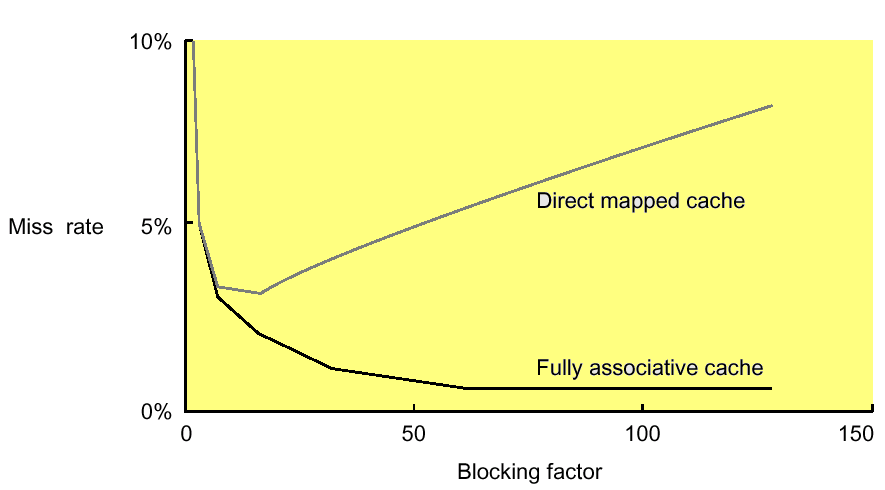 10%
Direct mapped cache
Miss rate
5%
Fully associative cache
0%
0
50
100
150
Blocking factor